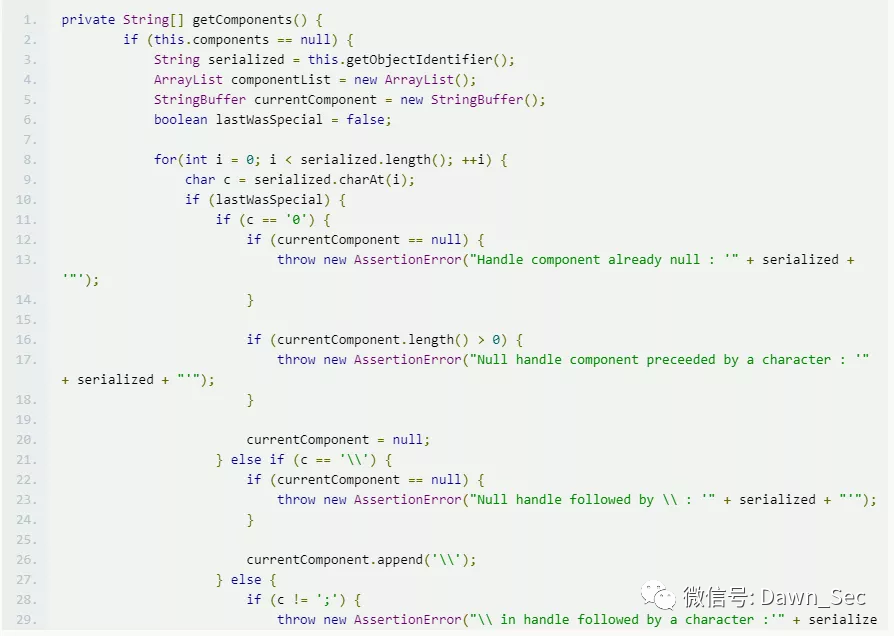 1. private String[] getComponents() {
2. if (this.components == null) {
3. String serialized = this.getObjectIdentifier();
4. ArrayList componentList = new ArrayList();
5. StringBuffer currentComponent = new StringBuffer();
6. boolean lastWasSpecial = false;
7.
8. for(int i = 0; i < serialized.length(); ++i) {
9. char c = serialized.charAt(i);
10. if (lastWasSpecial) {
11. if (c == '0') {
12. if (currentComponent == null) {
13. throw new AssertionError("Handle component already null : '" + serialized +
'"');
14. }
15.
16. if (currentComponent.length() > 0) {
17. throw new AssertionError("Null handle component preceeded by a character : '"
+ serialized + "'");
18. }
19.
20. currentComponent = null;
21. } else if (c == '\\') {
22. if (currentComponent == null) {
23. throw new AssertionError("Null handle followed by \\ : '" + serialized + "'");
24. }
25.
26. currentComponent.append('\\');
27. } else {
28. if (c != ';') {
29. throw new AssertionError("\\ in handle followed by a character :'" + serialize
微信号: Dawn_Sec